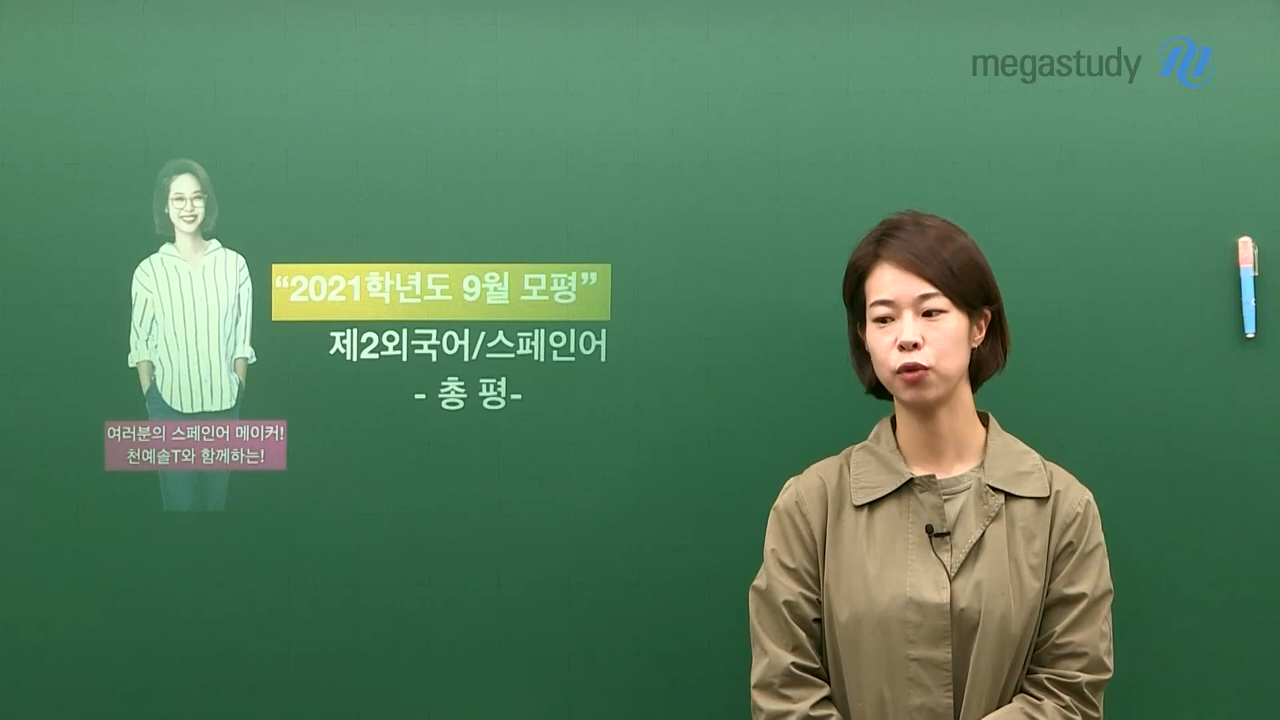 megastudy
“2021학년도 9월 모평”
제2외국어/스페인어
- 총 평-
여러분의 스페인어 메이커!
천예솔T와 함께하는!